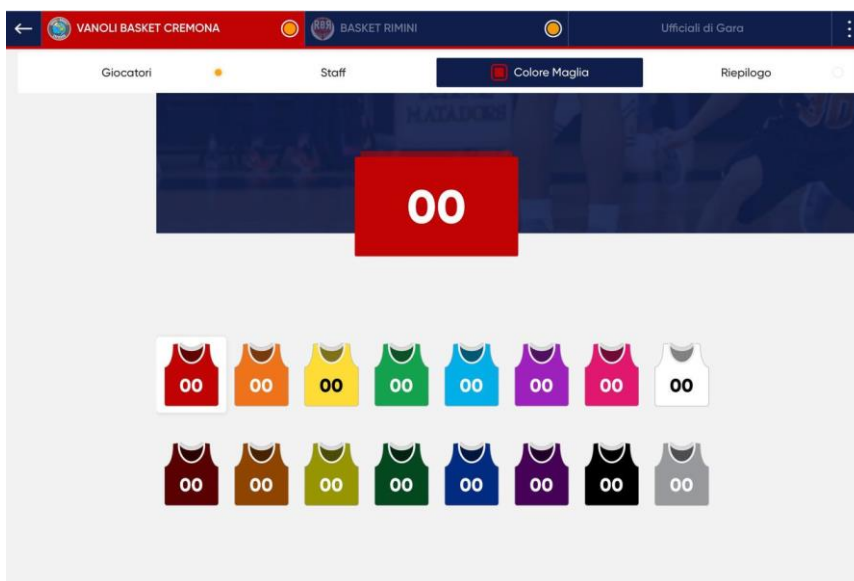 VANOLI BASKET CREMONA
RBR BASKET RIMINI
Ufficiali di Gara
Giocatori
Staff
Colore Maglia
Riepilogo
MATADORS
00
00 00 00 00 00 00 00 00
00 00 00 00 00 00 00 00